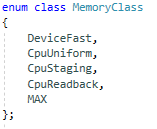 enum class MemoryClass
{
    DeviceFast,
    CpuUniform,
    CpuStaging,
    CpuReadback,
    MAX
};